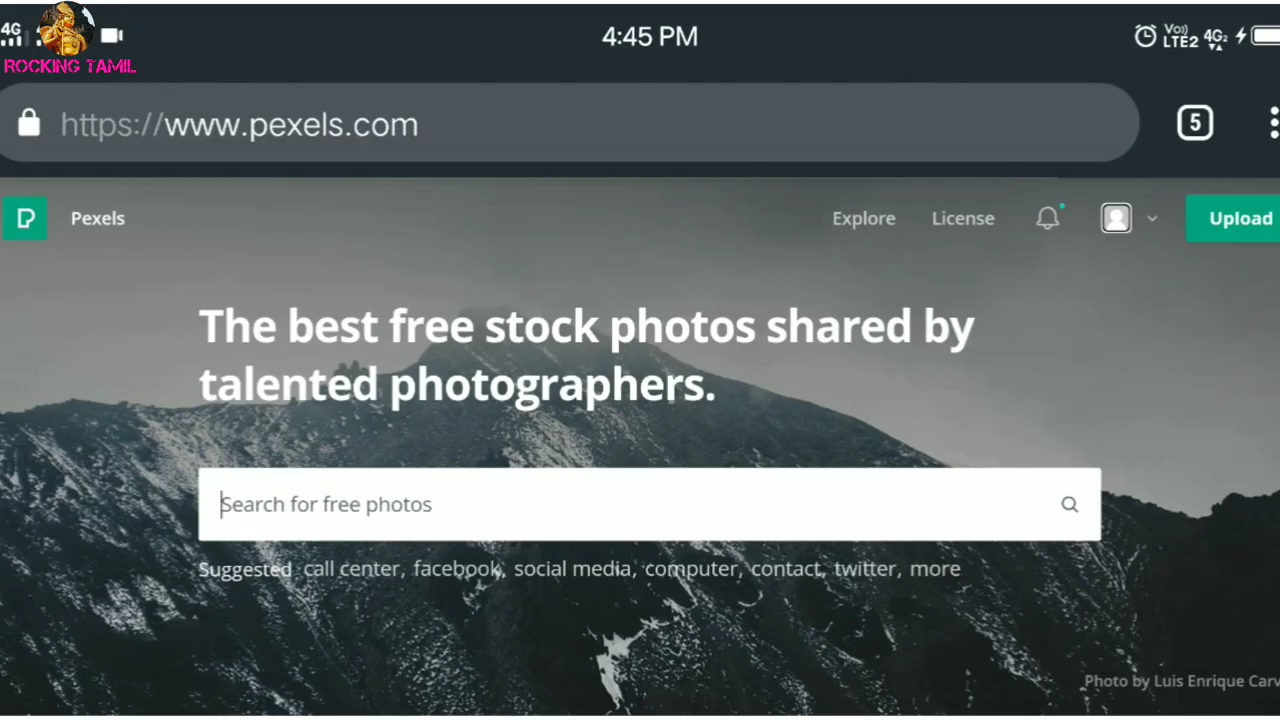 4G
4:45 PM
Vo))
LTE2
4G2
ROCKING TAMIL
https://www.pexels.com
5
Pexels
Explore
License
Upload
The best free stock photos shared by
talented photographers.
Search for free photos
Suggested call center, facebook, social media, computer, contact, twitter, more
Photo by Luis Enrique Carv